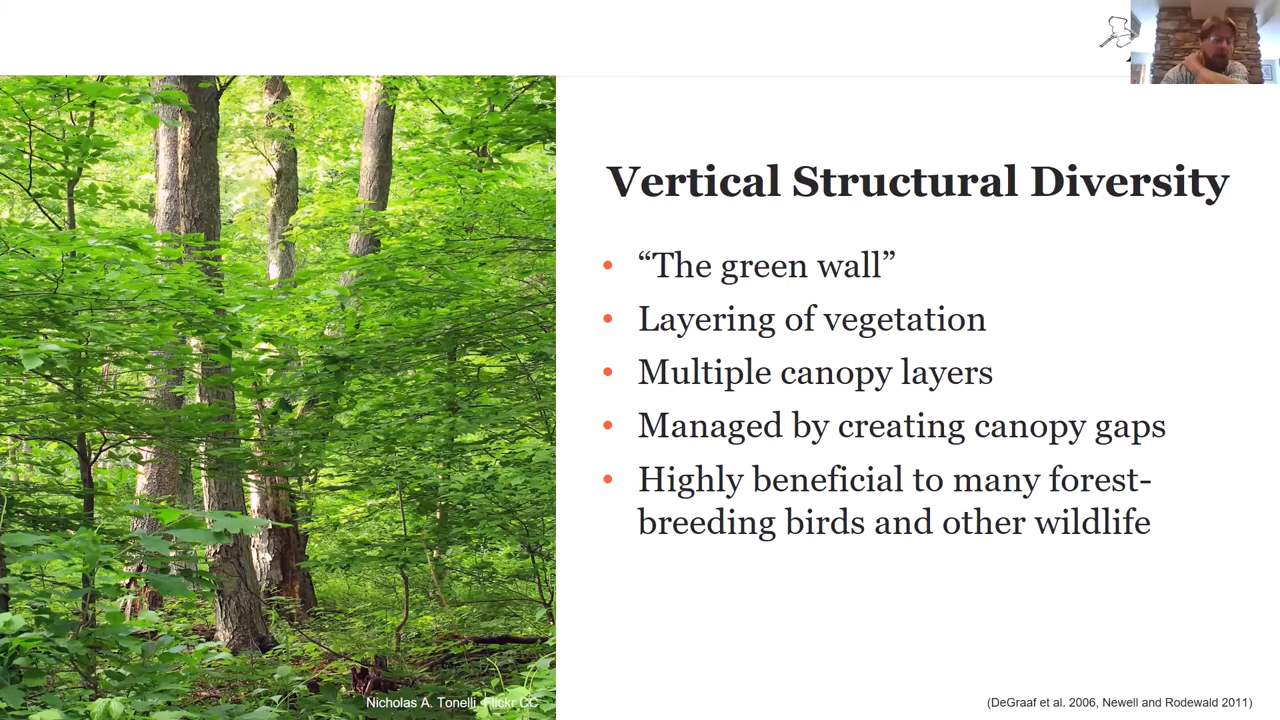 Vertical Structural Diversity
• “The green wall”
• Layering of vegetation
• Multiple canopy layers
• Managed by creating canopy gaps
• Highly beneficial to many forest-
breeding birds and other wildlife
Nicholas A. Tonelli, Flickr CC
(DeGraaf et al. 2006, Newell and Rodewald 2011)